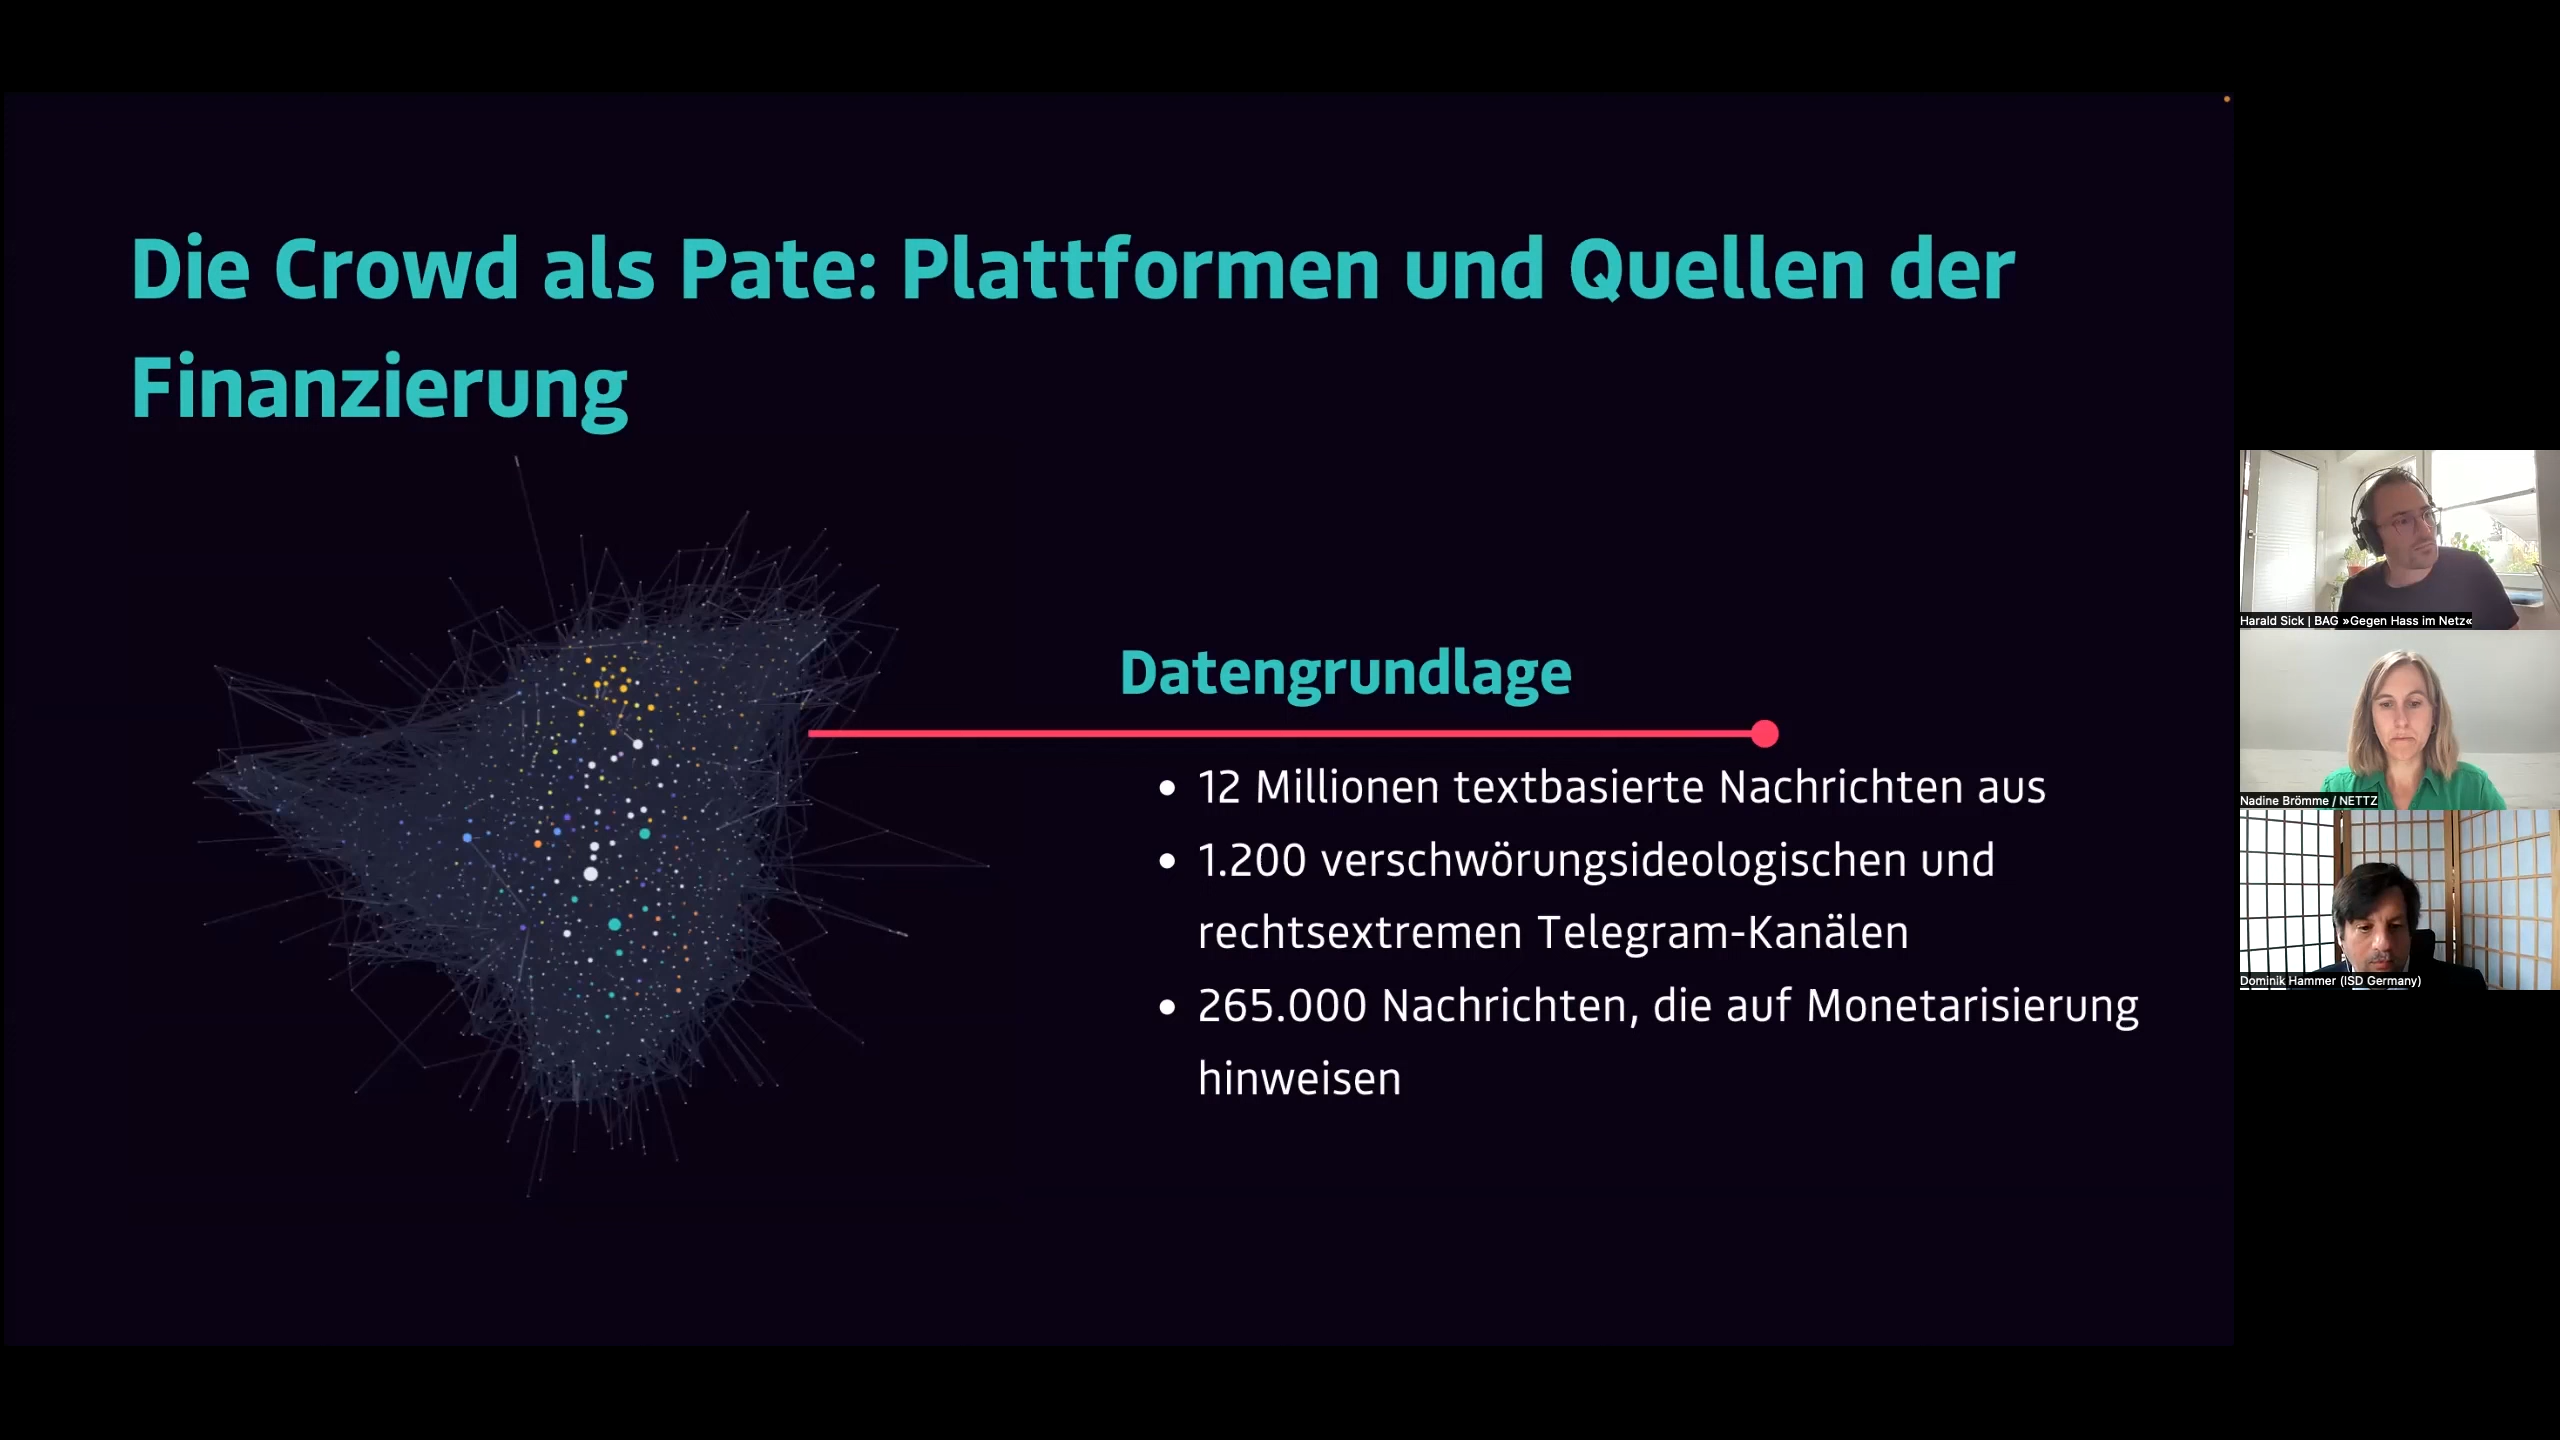 Die Crowd als Pate: Plattformen und Quellen der
Finanzierung
Datengrundlage
• 12 Millionen textbasierte Nachrichten aus
• 1.200 verschwörungsideologischen und
rechtsextremen Telegram-Kanälen
• 265.000 Nachrichten, die auf Monetarisierung
hinweisen
Harald Sick | BAG »Gegen Hass im Netz«
Nadine Brömme / NETTZ
Dominik Hammer (ISD Germany)